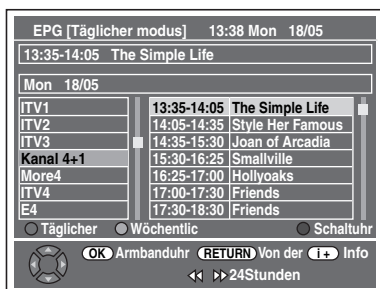 EPG [Täglicher modus] 13:38 Mon 18/05
13:35-14:05 The Simple Life
Mon 18/05
ITV1 13:35-14:05 The Simple Life
ITV2 14:05-14:35 Style Her Famous
ITV3 14:35-15:30 Joan of Arcadia
Kanal 4+1 15:30-16:25 Smallville
More4 16:25-17:00 Hollyoaks
ITV4 17:00-17:30 Friends
E4 17:30-18:30 Friends
Täglicher Wöchentlic Schaltuhr
OK Armbanduhr RETURN Von der i+ Info
24Stunden